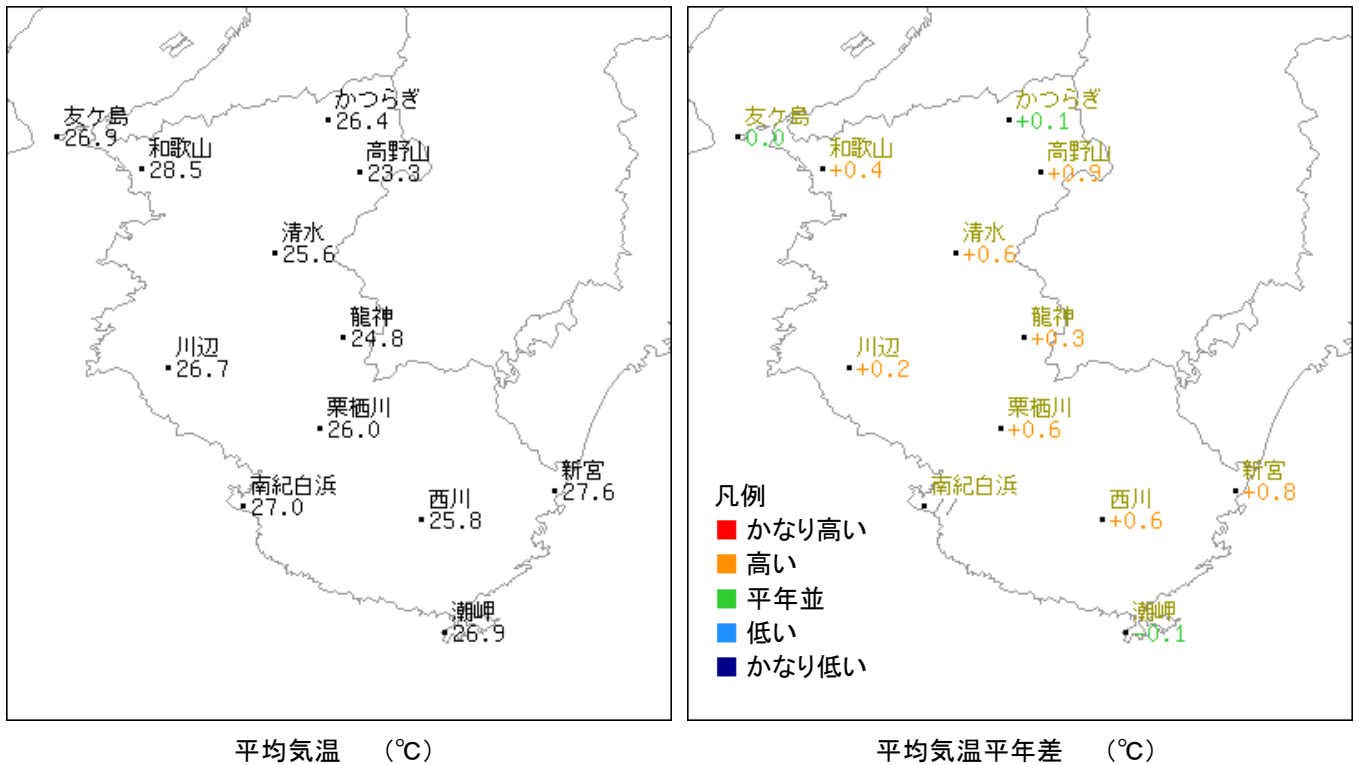 友ケ島
26.9
和歌山
28.5
かつらぎ
26.4
高野山
23.3
清水
25.6
龍神
24.8
川辺
26.7
栗栖川
26.0
南紀白浜
27.0
西川
25.8
新宮
27.6
潮岬
26.9
平均気温 (℃)
友ケ島
0.0
和歌山
+0.4
かつらぎ
+0.1
高野山
+0.9
清水
+0.6
龍神
+0.3
川辺
+0.2
栗栖川
+0.6
南紀白浜
//
西川
+0.6
新宮
+0.8
潮岬
-0.1
凡例
かなり高い
高い
平年並
低い
かなり低い
平均気温平年差 (℃)